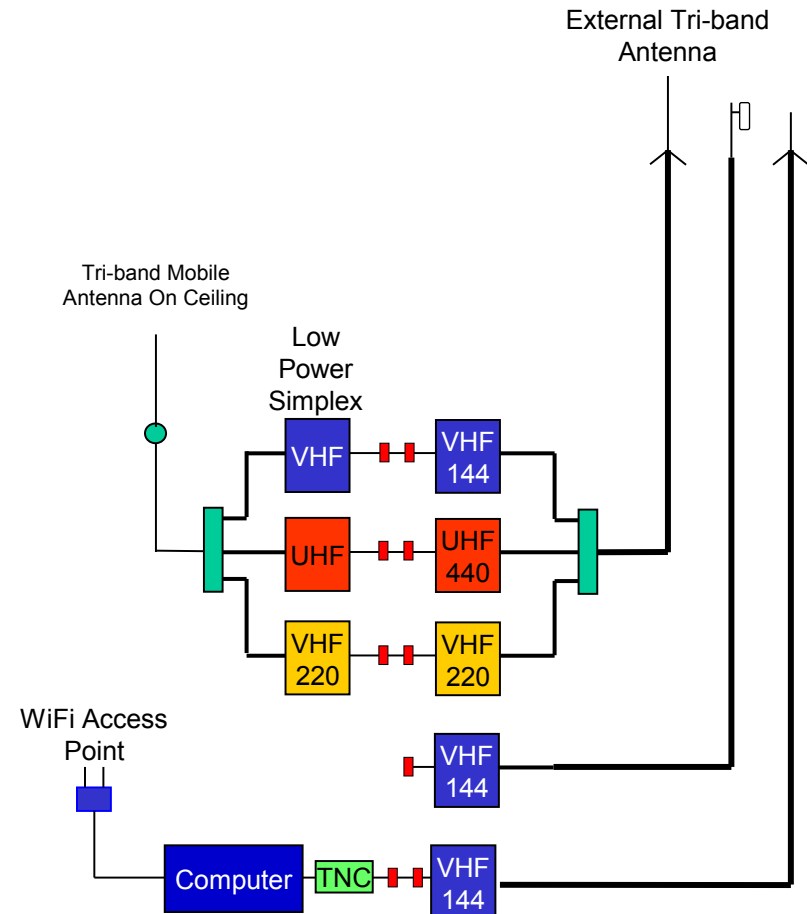 External Tri-band
Antenna
Tri-band Mobile
Antenna On Ceiling
Low
Power
Simplex
VHF
VHF
144
UHF
UHF
440
VHF
220
VHF
220
WiFi Access
Point
VHF
144
Computer
TNC
VHF
144